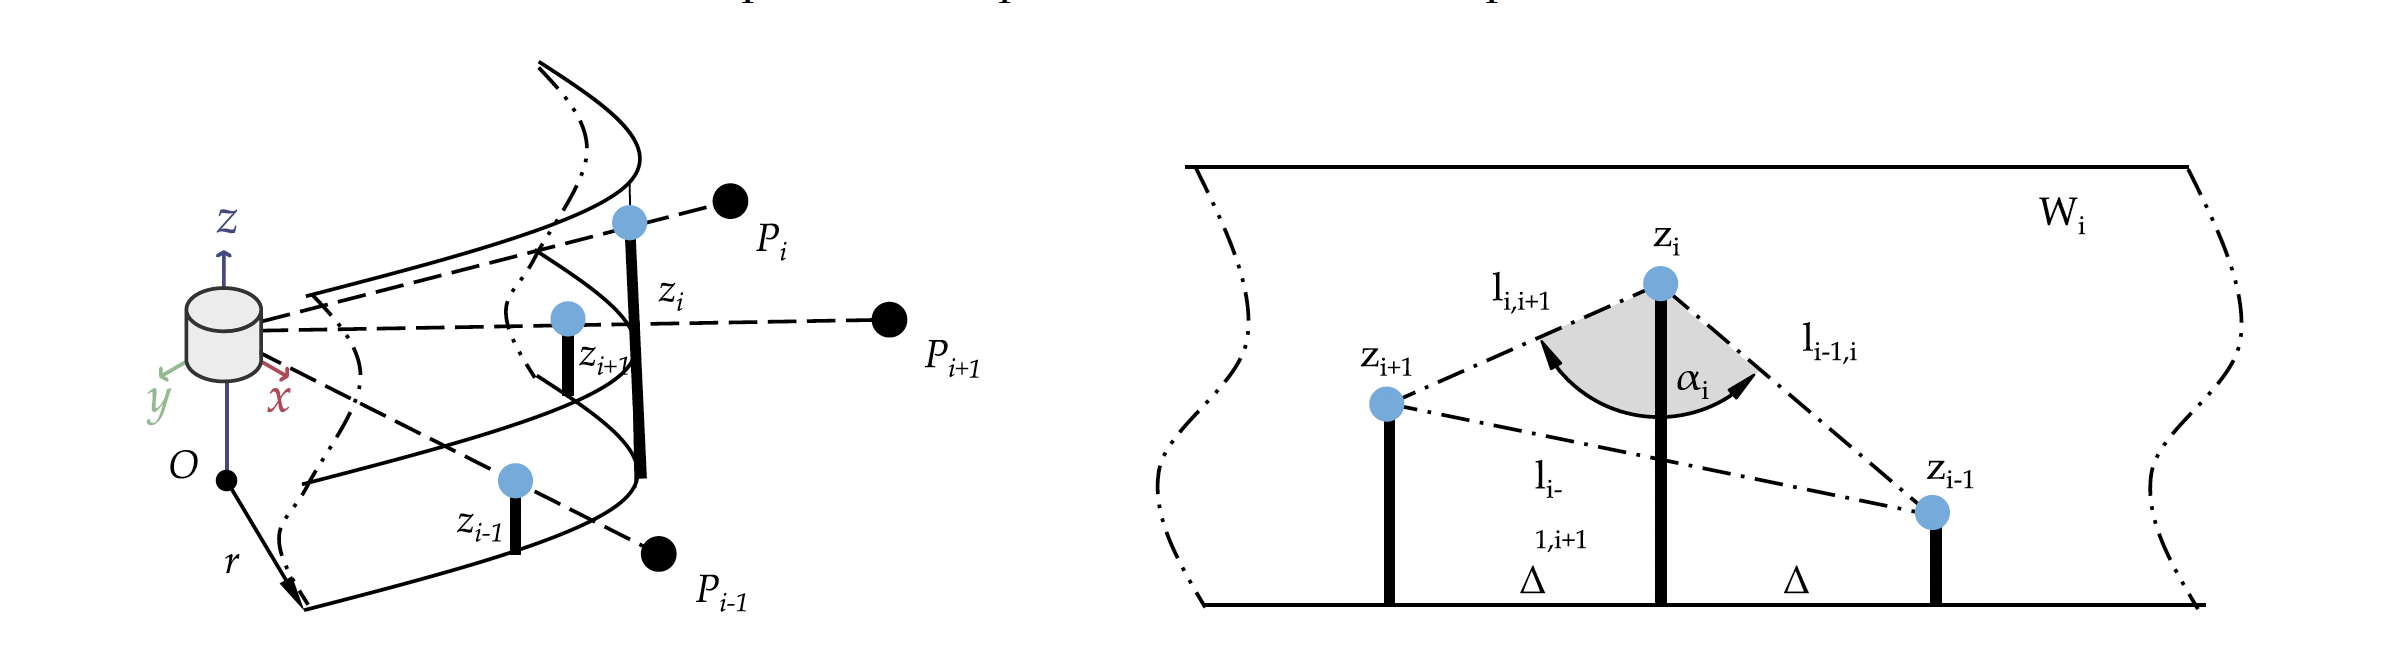 z
P_i
z_i
z_{i+1}
P_{i+1}
y
x
O
z_{i-1}
r
P_{i-1}
W_i
z_i
l_{i,i+1}
l_{i-1,i}
z_{i+1}
α_i
z_{i-1}
l_{i-
1,i+1}
Δ Δ